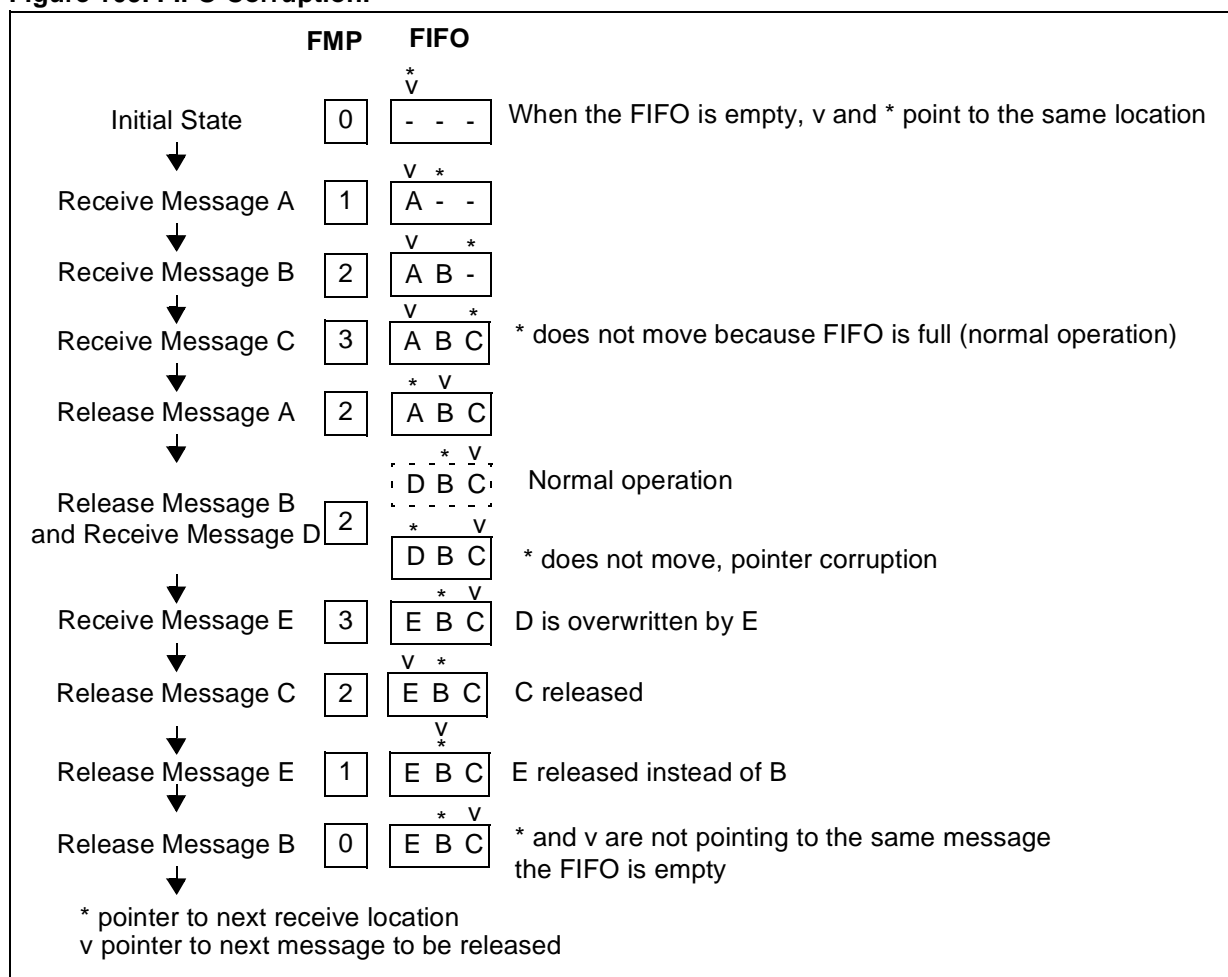 FMP FIFO
*
v
Initial State 0 - - - When the FIFO is empty, v and * point to the same location
v *
Receive Message A 1 A - -
v *
Receive Message B 2 A B -
v *
Receive Message C 3 A B C * does not move because FIFO is full (normal operation)
* v
Release Message A 2 A B C
* v
D B C Normal operation
Release Message B
and Receive Message D 2
* v
D B C * does not move, pointer corruption
* v
Receive Message E 3 E B C D is overwritten by E
v *
Release Message C 2 E B C C released
v
*
Release Message E 1 E B C E released instead of B
* v
Release Message B 0 E B C * and v are not pointing to the same message
the FIFO is empty
* pointer to next receive location
v pointer to next message to be released